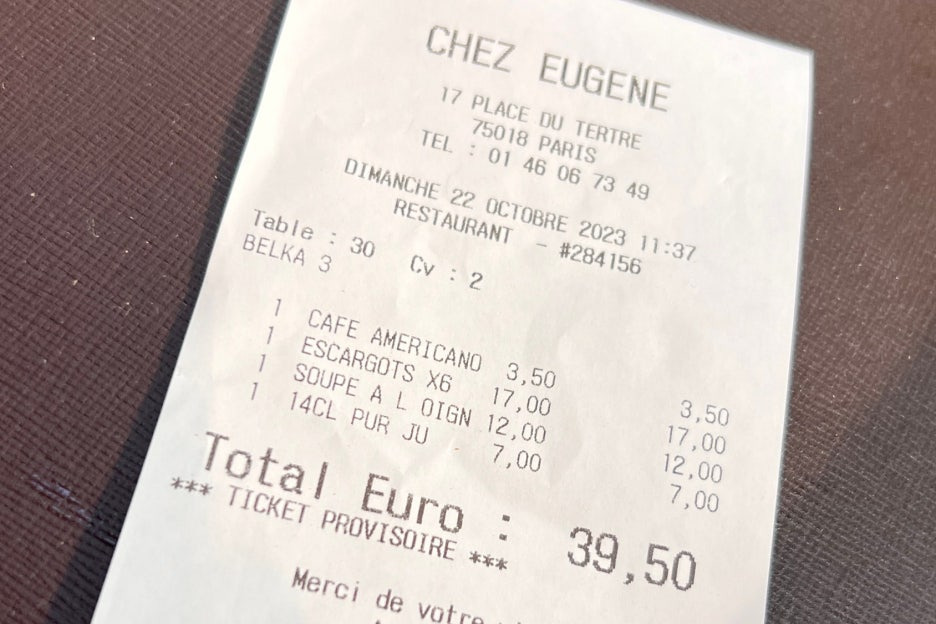 CHEZ EUGENE
17 PLACE DU TERTRE
75018 PARIS
TEL : 01 46 06 73 49
DIMANCHE 22 OCTOBRE 2023 11:37
RESTAURANT - #284156
Table : 30 Cv : 2
BELKA 3
1 CAFE AMERICANO 3,50 3,50
1 ESCARGOTS X6 17,00 17,00
1 SOUPE A L OIGN 12,00 12,00
1 14CL PUR JU 7,00 7,00
Total Euro : 39,50
*** TICKET PROVISOIRE ***
Merci de votre